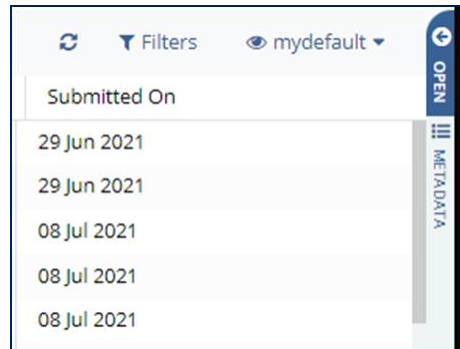 Filters mydefault
Submitted On
29 Jun 2021
29 Jun 2021
08 Jul 2021
08 Jul 2021
08 Jul 2021
OPEN
METADATA